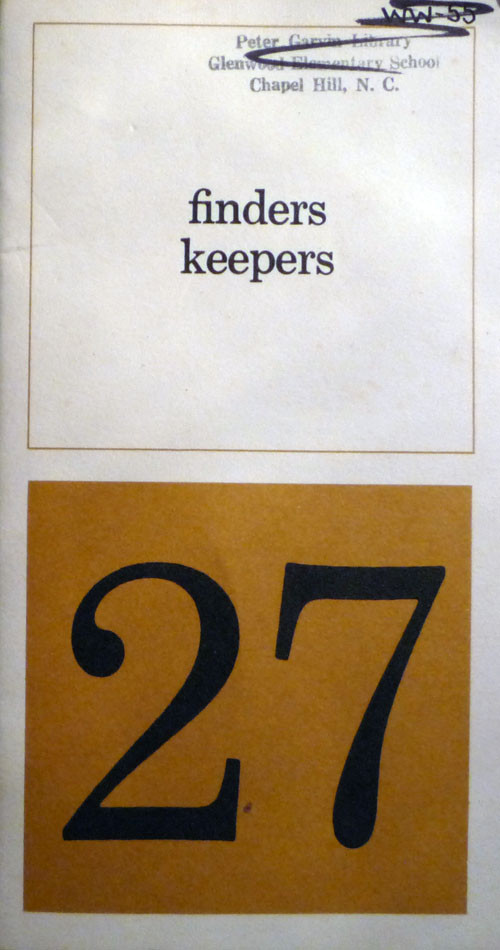 WW-55
Peter Garvin Library
Glenwood Elementary School
Chapel Hill, N. C.
finders
keepers
27